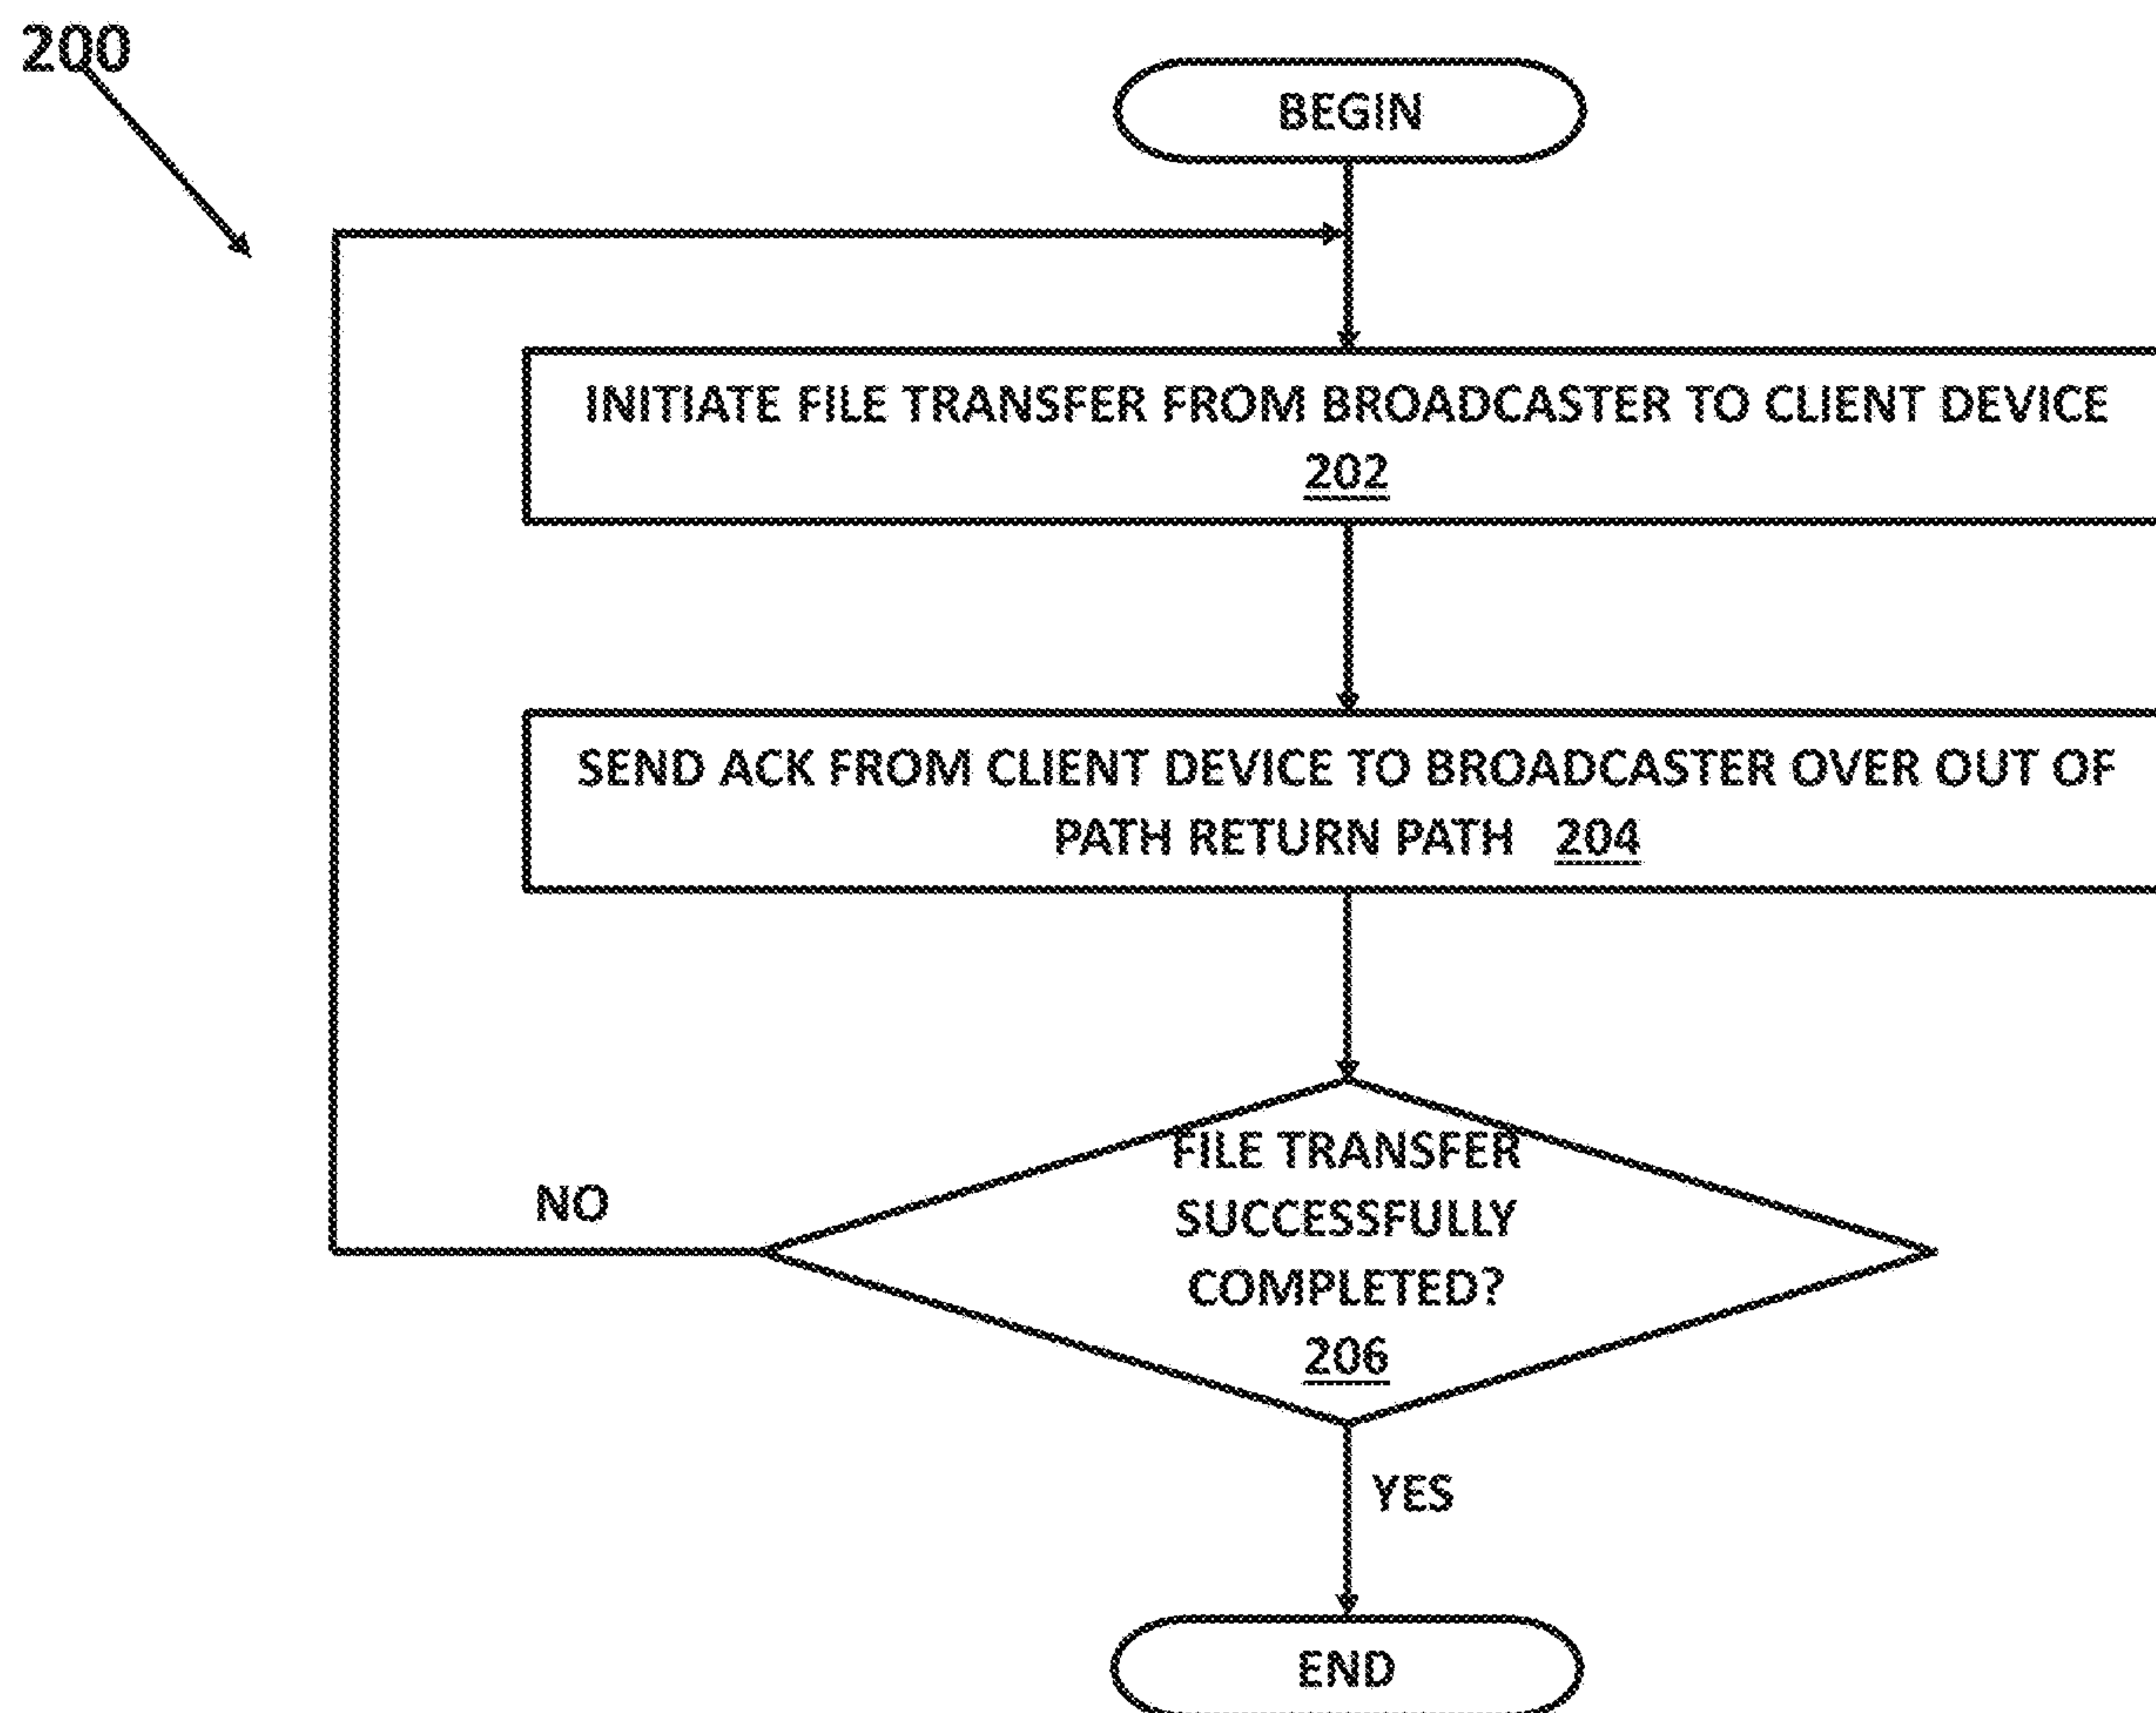 200
BEGIN
INITIATE FILE TRANSFER FROM BROADCASTER TO CLIENT DEVICE
202
SEND ACK FROM CLIENT DEVICE TO BROADCASTER OVER OUT OF
PATH RETURN PATH 204
FILE TRANSFER
SUCCESSFULLY
COMPLETED?
206
NO
YES
END